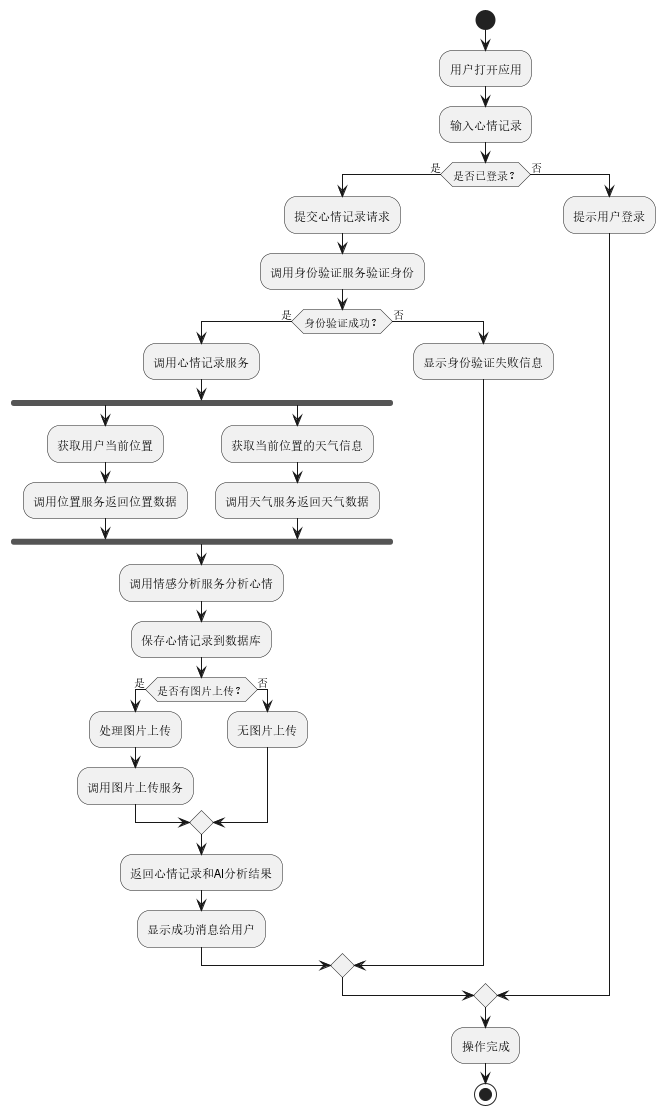 用户打开应用
输入心情记录
是
是否已登录？
否
提交心情记录请求
提示用户登录
调用身份验证服务验证身份
是
身份验证成功？
否
调用心情记录服务
显示身份验证失败信息
获取用户当前位置
获取当前位置的天气信息
调用位置服务返回位置数据
调用天气服务返回天气数据
调用情感分析服务分析心情
保存心情记录到数据库
是
是否有图片上传？
否
处理图片上传
无图片上传
调用图片上传服务
返回心情记录和AI分析结果
显示成功消息给用户
操作完成